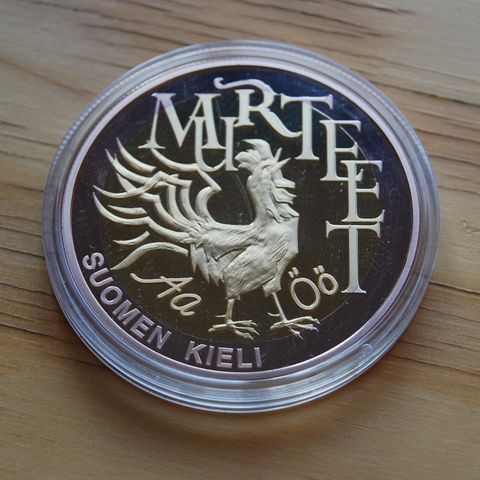 MURTEET
Aa
Öö
SUOMEN KIELI